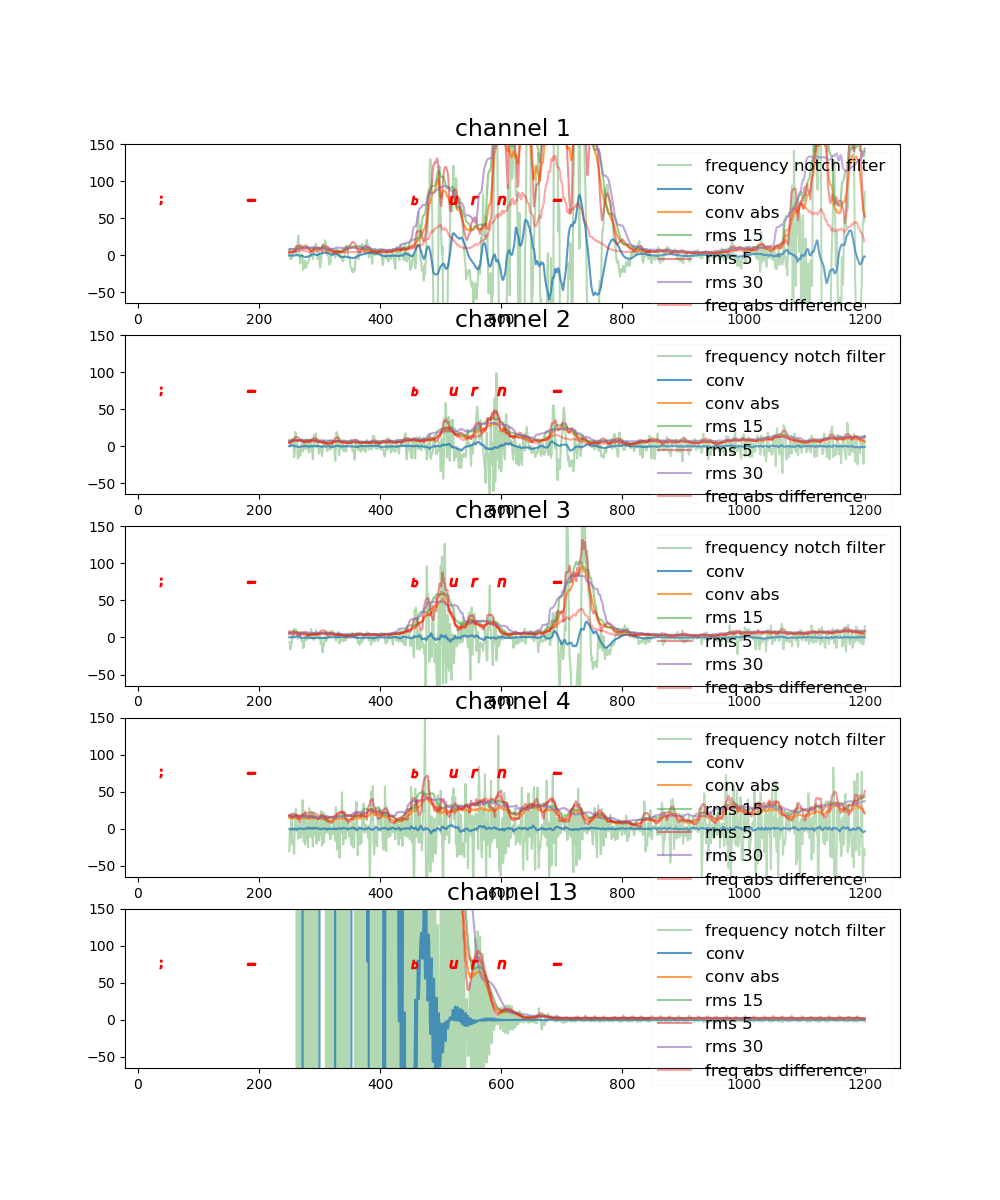 channel 1
150
100
50
0
−50
; - b u r n -
frequency notch filter
conv
conv abs
rms 15
rms 5
rms 30
freq abs difference
0 200 400 600 800 1000 1200
channel 2
150
100
50
0
−50
; - b u r n -
frequency notch filter
conv
conv abs
rms 15
rms 5
rms 30
freq abs difference
0 200 400 600 800 1000 1200
channel 3
150
100
50
0
−50
; - b u r n -
frequency notch filter
conv
conv abs
rms 15
rms 5
rms 30
freq abs difference
0 200 400 600 800 1000 1200
channel 4
150
100
50
0
−50
; - b u r n -
frequency notch filter
conv
conv abs
rms 15
rms 5
rms 30
freq abs difference
0 200 400 600 800 1000 1200
channel 13
150
100
50
0
−50
; - b u r n -
frequency notch filter
conv
conv abs
rms 15
rms 5
rms 30
freq abs difference
0 200 400 600 800 1000 1200